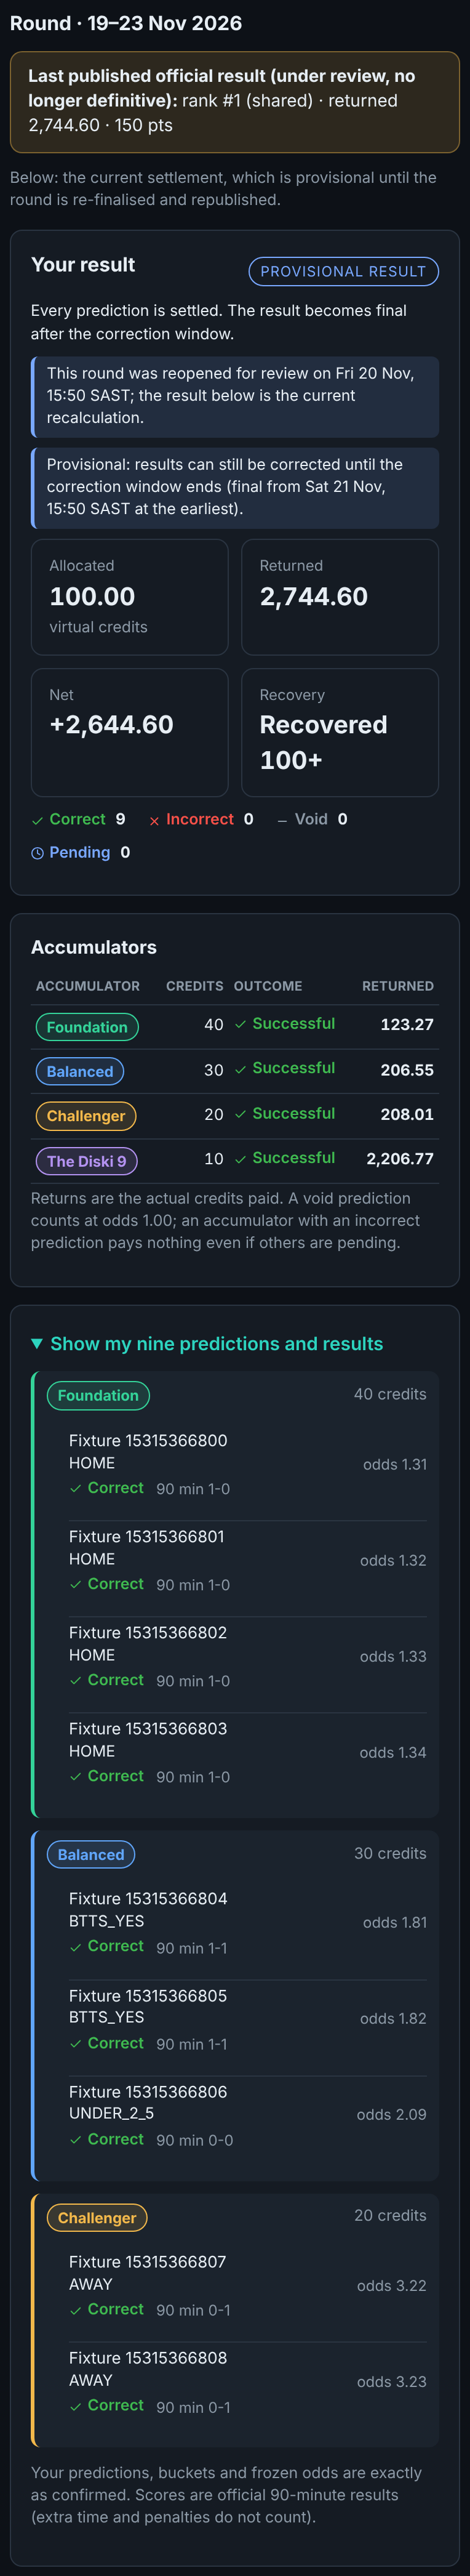 Round · 19–23 Nov 2026
Last published official result (under review, no
longer definitive): rank #1 (shared) · returned
2,744.60 · 150 pts
Below: the current settlement, which is provisional until the
round is re-finalised and republished.
Your result
PROVISIONAL RESULT
Every prediction is settled. The result becomes final
after the correction window.
This round was reopened for review on Fri 20 Nov,
15:50 SAST; the result below is the current
recalculation.
Provisional: results can still be corrected until the
correction window ends (final from Sat 21 Nov,
15:50 SAST at the earliest).
Allocated
100.00
virtual credits
Returned
2,744.60
Net
+2,644.60
Recovery
Recovered
100+
✓ Correct 9 × Incorrect 0 – Void 0
Pending 0
Accumulators
ACCUMULATOR CREDITS OUTCOME RETURNED
Foundation 40 ✓ Successful 123.27
Balanced 30 ✓ Successful 206.55
Challenger 20 ✓ Successful 208.01
The Diski 9 10 ✓ Successful 2,206.77
Returns are the actual credits paid. A void prediction
counts at odds 1.00; an accumulator with an incorrect
prediction pays nothing even if others are pending.
▼ Show my nine predictions and results
Foundation 40 credits
Fixture 15315366800
HOME odds 1.31
✓ Correct 90 min 1-0
Fixture 15315366801
HOME odds 1.32
✓ Correct 90 min 1-0
Fixture 15315366802
HOME odds 1.33
✓ Correct 90 min 1-0
Fixture 15315366803
HOME odds 1.34
✓ Correct 90 min 1-0
Balanced 30 credits
Fixture 15315366804
BTTS_YES odds 1.81
✓ Correct 90 min 1-1
Fixture 15315366805
BTTS_YES odds 1.82
✓ Correct 90 min 1-1
Fixture 15315366806
UNDER_2_5 odds 2.09
✓ Correct 90 min 0-0
Challenger 20 credits
Fixture 15315366807
AWAY odds 3.22
✓ Correct 90 min 0-1
Fixture 15315366808
AWAY odds 3.23
✓ Correct 90 min 0-1
Your predictions, buckets and frozen odds are exactly
as confirmed. Scores are official 90-minute results
(extra time and penalties do not count).